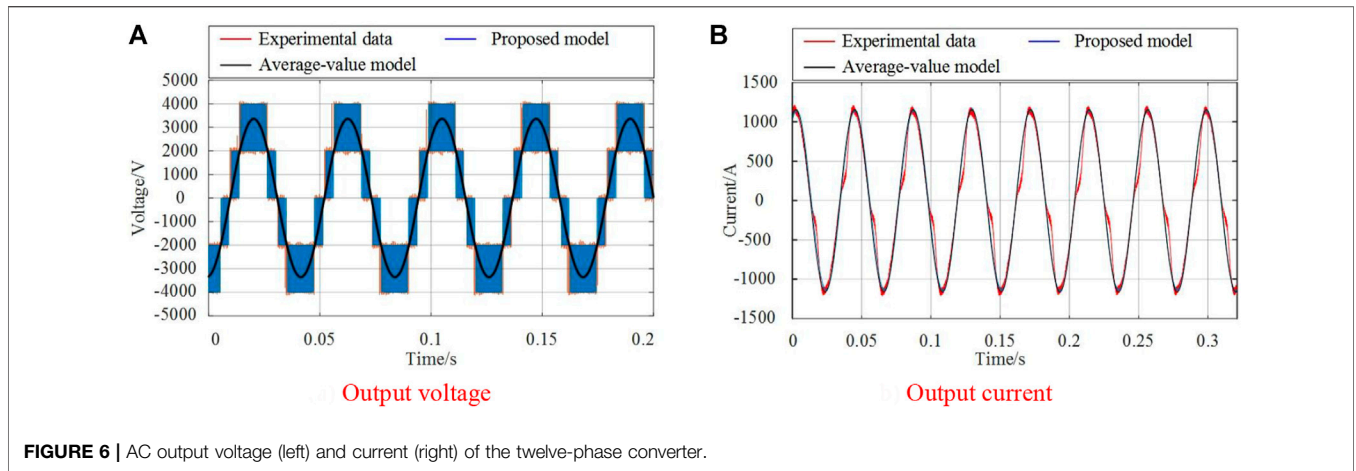 A
Experimental data
Proposed model
Average-value model
5000
4000
3000
2000
1000
0
-1000
-2000
-3000
-4000
-5000
Voltage/V
0
0.05
0.1
0.15
0.2
Time/s
Output voltage
B
Experimental data
Proposed model
Average-value model
1500
1000
500
0
-500
-1000
-1500
Current/A
0
0.05
0.1
0.15
0.2
0.25
0.3
Time/s
b) Output current
FIGURE 6 | AC output voltage (left) and current (right) of the twelve-phase converter.